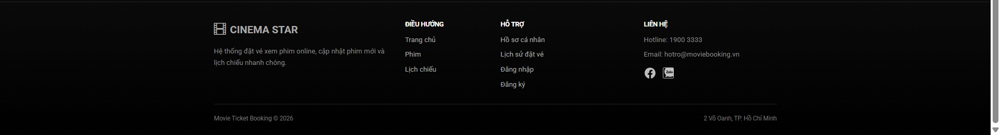 CINEMA STAR
Hệ thống đặt vé xem phim online, cập nhật phim mới và
lịch chiếu nhanh chóng.
ĐIỀU HƯỚNG
Trang chủ
Phim
Lịch chiếu
HỖ TRỢ
Hồ sơ cá nhân
Lịch sử đặt vé
Đăng nhập
Đăng ký
LIÊN HỆ
Hotline: 1900 3333
Email: hotro@moviebooking.vn
Zalo
Movie Ticket Booking © 2026
2 Võ Oanh, TP. Hồ Chí Minh